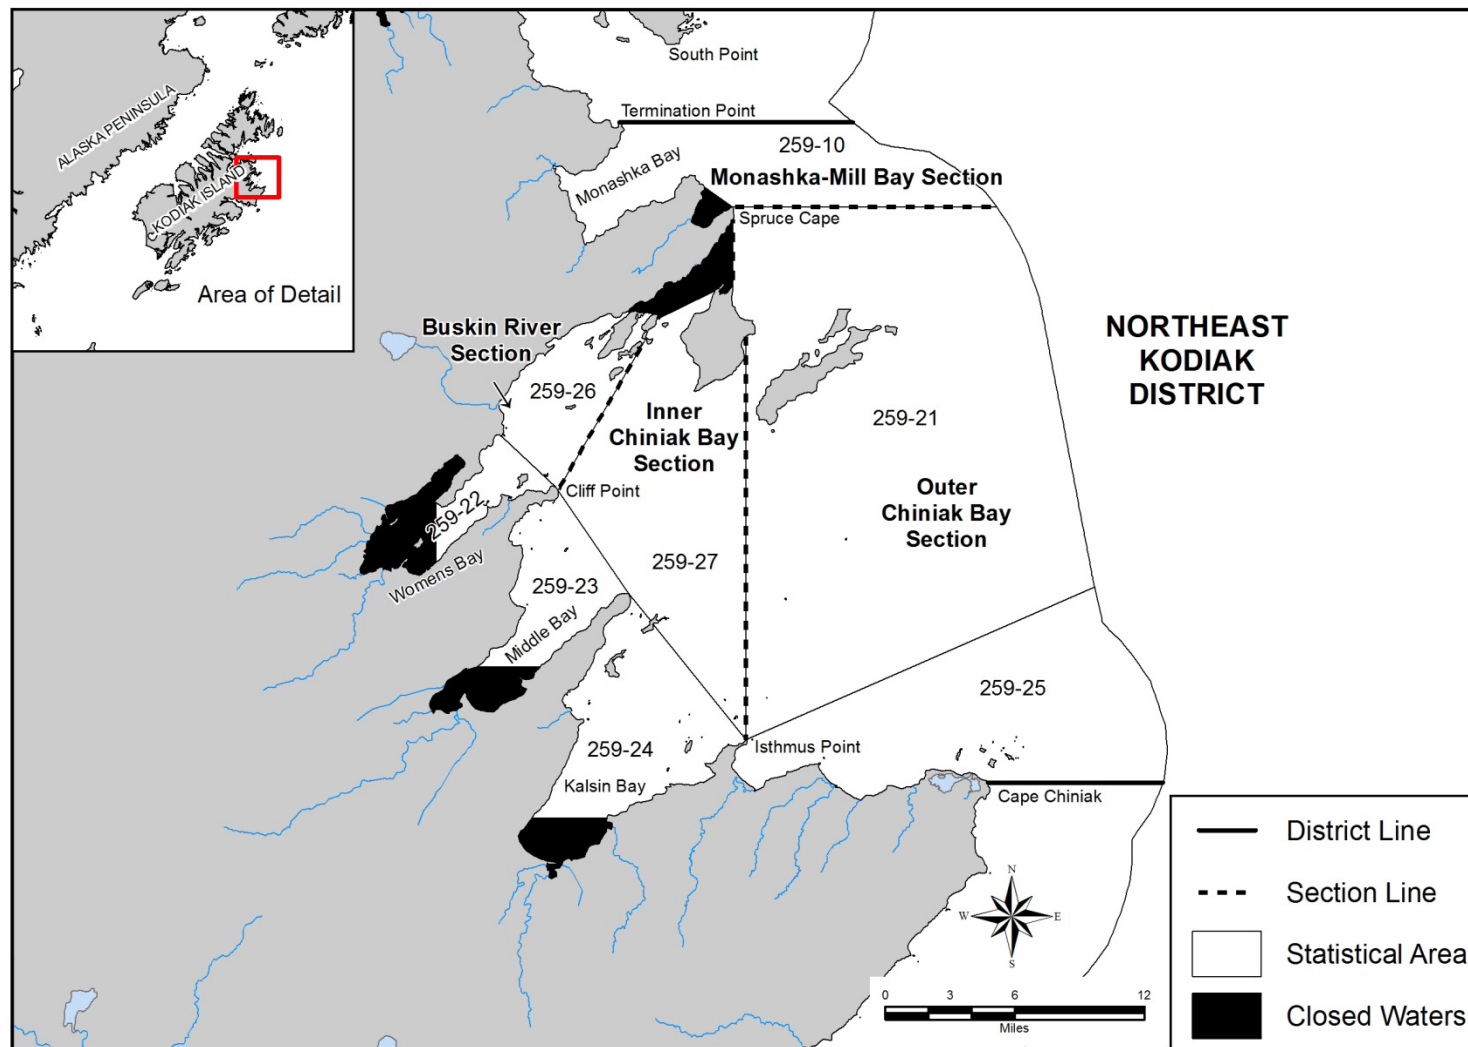 ALASKA PENINSULA
KODIAK ISLAND
Area of Detail
South Point
Termination Point
259-10
Monashka Bay
Monashka-Mill Bay Section
Spruce Cape
Buskin River
Section
259-26
Inner
Chiniak Bay
Section
259-21
NORTHEAST
KODIAK
DISTRICT
Outer
Chiniak Bay
Section
Cliff Point
259-22
Womens Bay
259-27
259-23
Middle Bay
259-25
259-24
Isthmus Point
Kalsin Bay
Cape Chiniak
N
W
E
S
0
3
6
12
Miles
District Line
Section Line
Statistical Area
Closed Waters